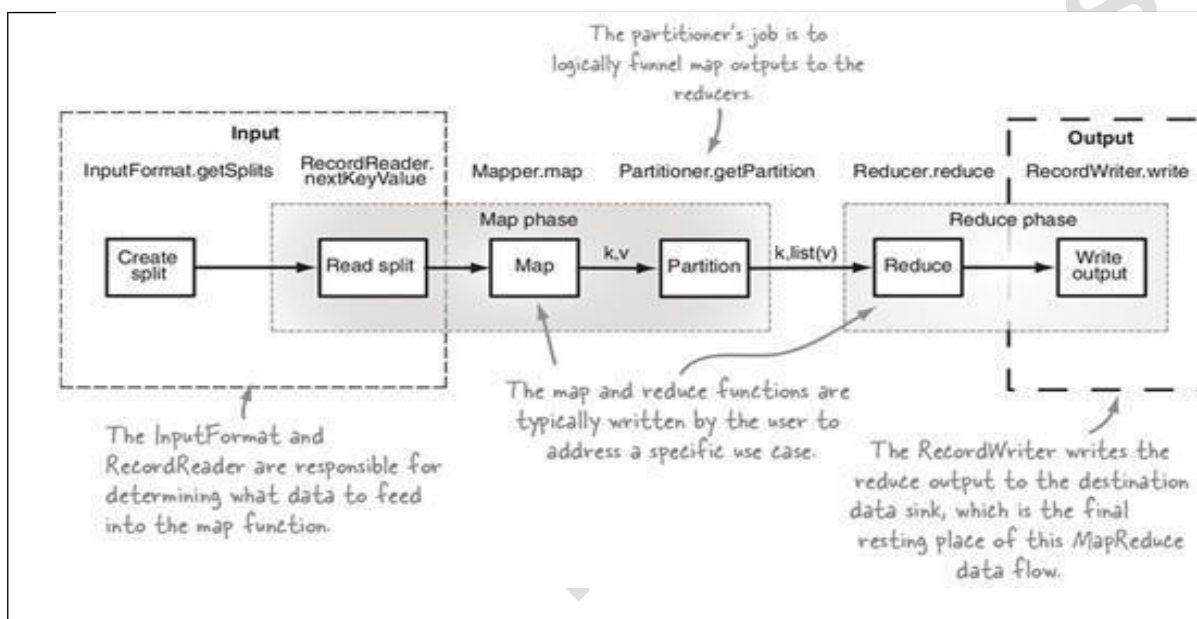 The partitioner's job is to
logically funnel map outputs to the
reducers.
Input
Output
InputFormat.getSplits
RecordReader.
nextKeyValue
Mapper.map
Partitioner.getPartition
Reducer.reduce
RecordWriter.write
Map phase
Reduce phase
Create
split
Read split
Map
k,v
Partition
k,list(v)
Reduce
Write
output
The InputFormat and
RecordReader are responsible for
determining what data to feed
into the map function.
The map and reduce functions are
typically written by the user to
address a specific use case.
The RecordWriter writes the
reduce output to the destination
data sink, which is the final
resting place of this MapReduce
data flow.